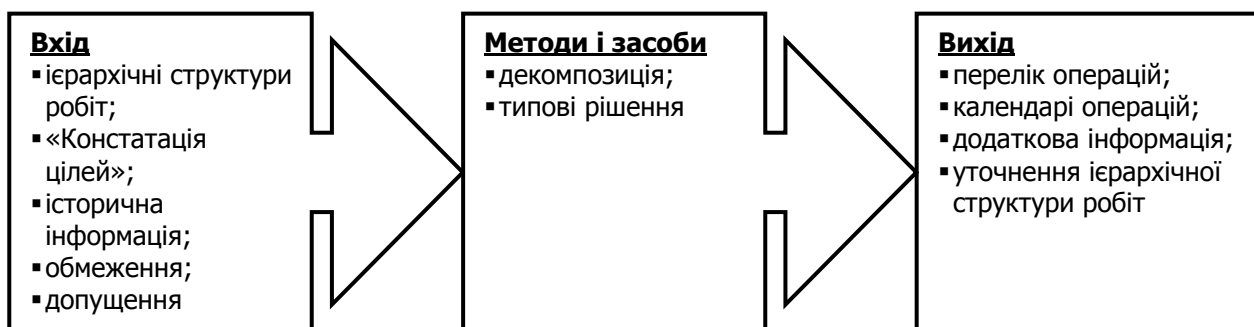 Вхід
▪ієрархічні структури
робіт;
▪«Констатація
цілей»;
▪історична
інформація;
▪обмеження;
▪допущення
Методи і засоби
▪декомпозиція;
▪типові рішення
Вихід
▪перелік операцій;
▪календарі операцій;
▪додаткова інформація;
▪уточнення ієрархічної
структури робіт